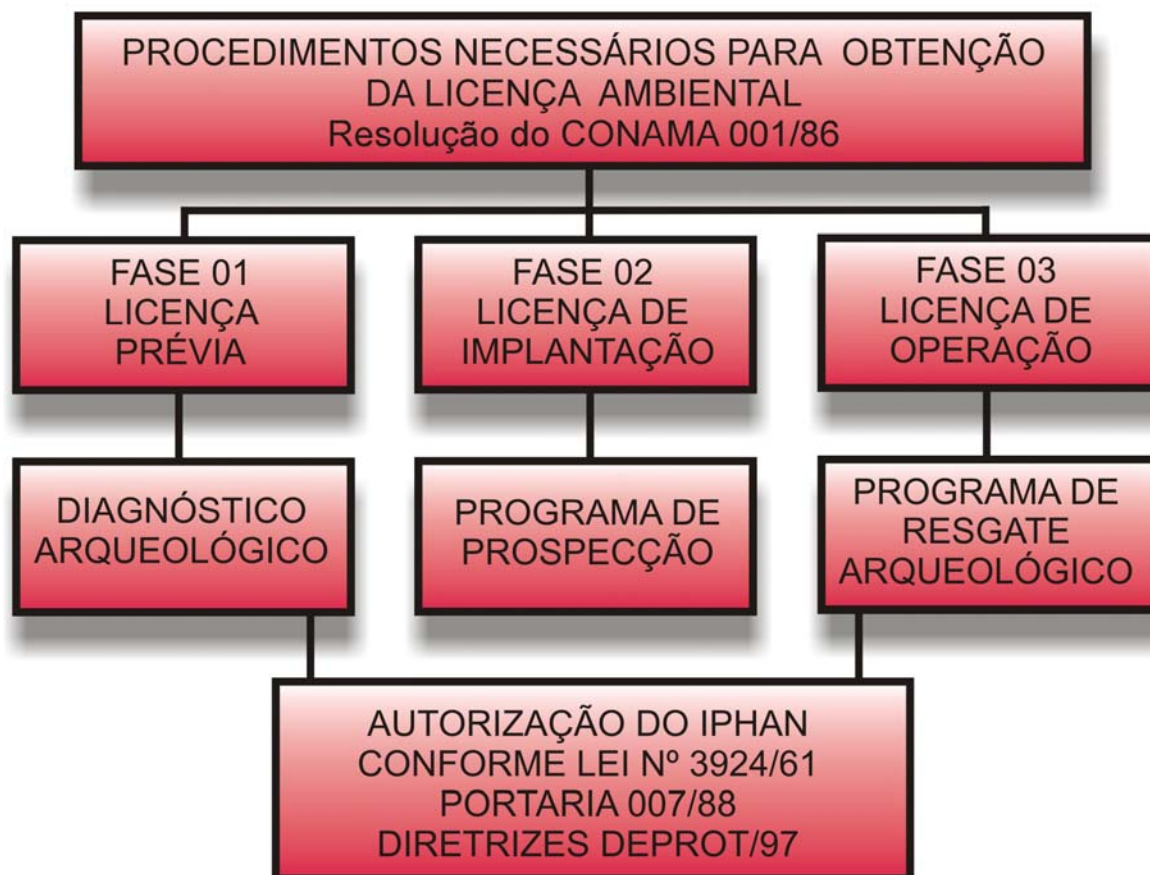 PROCEDIMENTOS NECESSÁRIOS PARA OBTENÇÃO
DA LICENÇA AMBIENTAL
Resolução do CONAMA 001/86
FASE 01
LICENÇA
PRÉVIA
FASE 02
LICENÇA DE
IMPLANTAÇÃO
FASE 03
LICENÇA DE
OPERAÇÃO
DIAGNÓSTICO
ARQUEOLÓGICO
PROGRAMA DE
PROSPECÇÃO
PROGRAMA DE
RESGATE
ARQUEOLÓGICO
AUTORIZAÇÃO DO IPHAN
CONFORME LEI Nº 3924/61
PORTARIA 007/88
DIRETRIZES DEPROT/97